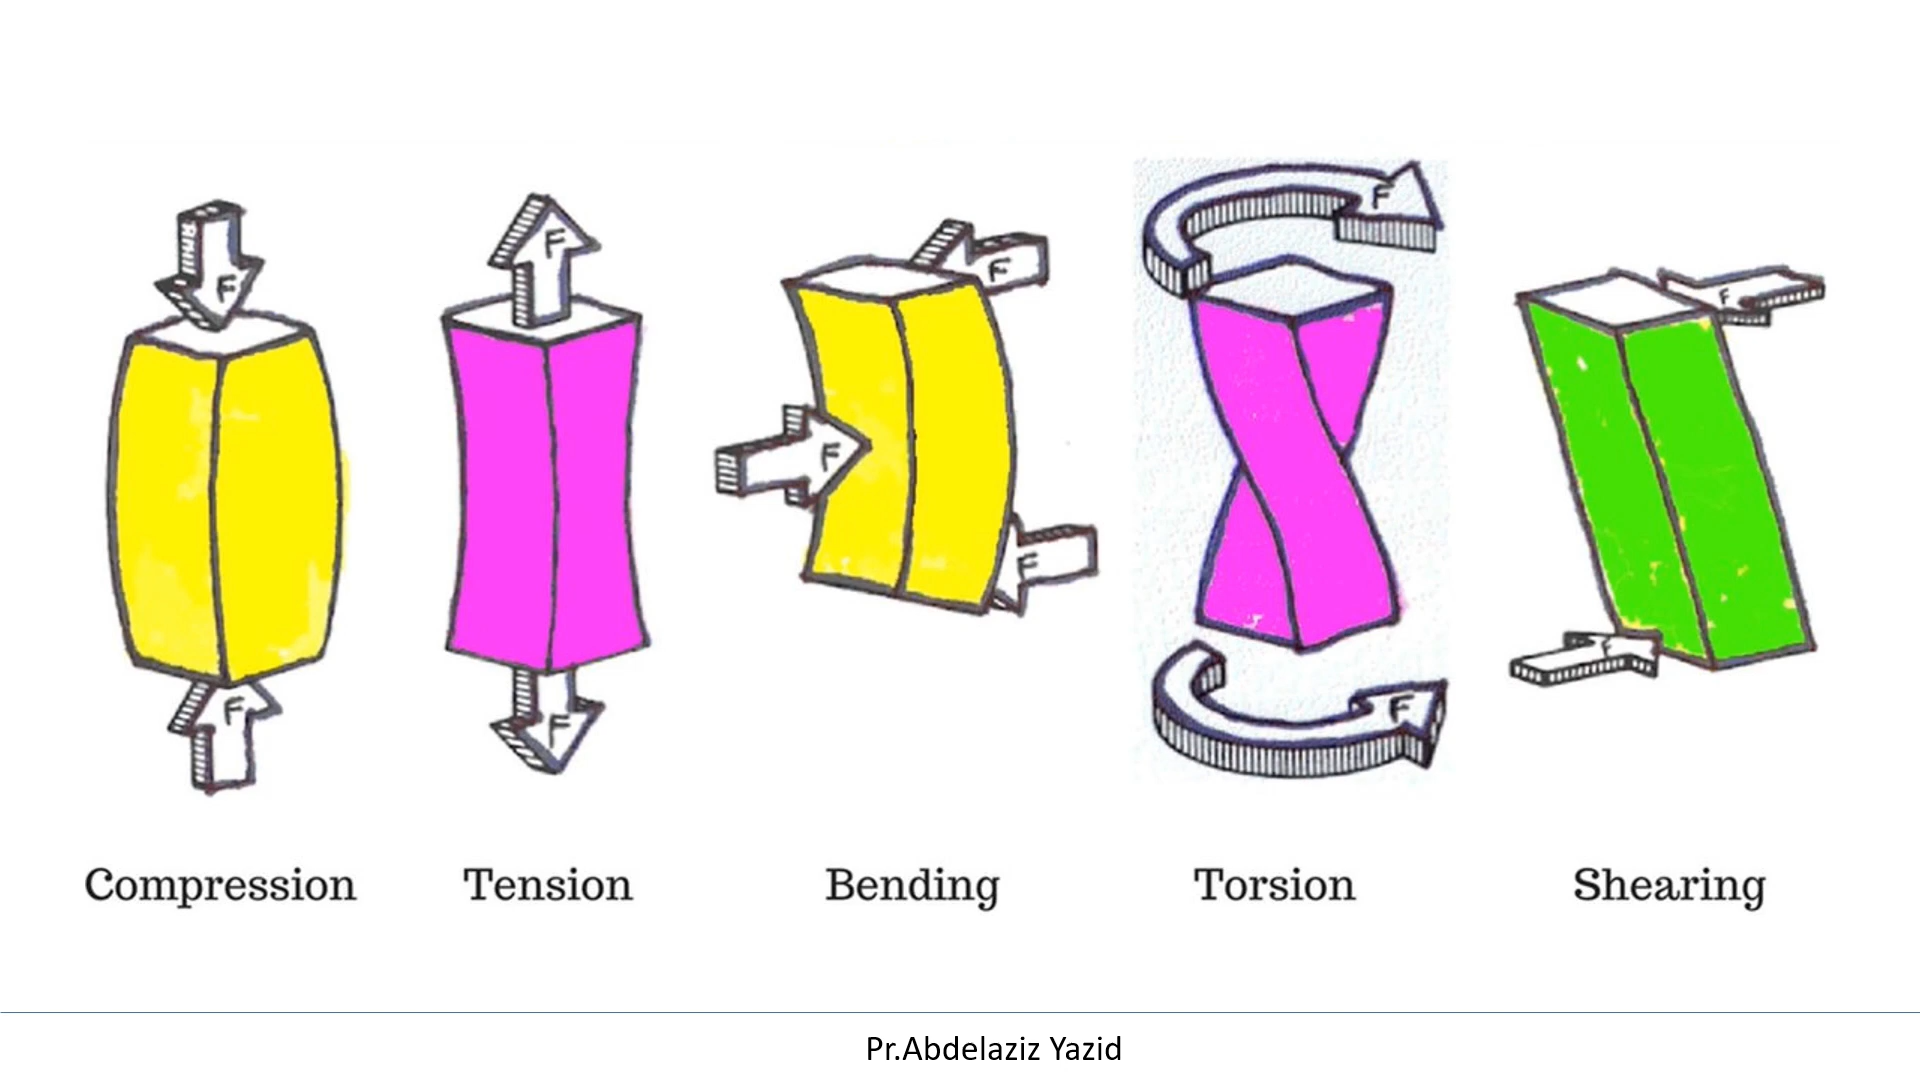 F
F
F
F
F
F
F
F
F
F
F
Compression
Tension
Bending
Torsion
Shearing
Pr.Abdelaziz Yazid